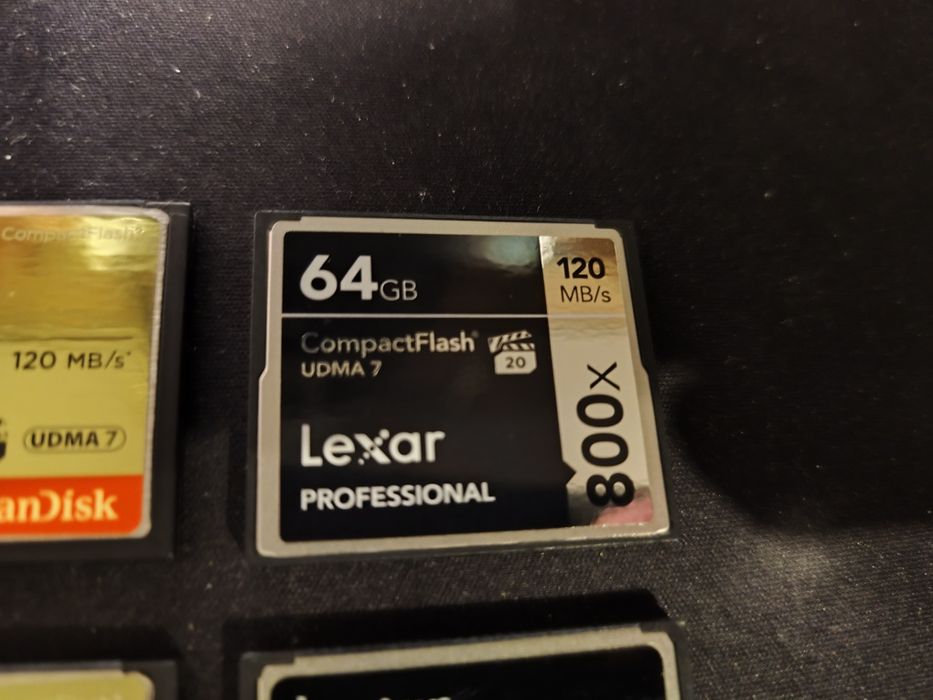 CompactFlash
120 MB/s*
UDMA 7
anDisk
64GB
120
MB/s
CompactFlash®
20
UDMA 7
800x
Lexar
PROFESSIONAL